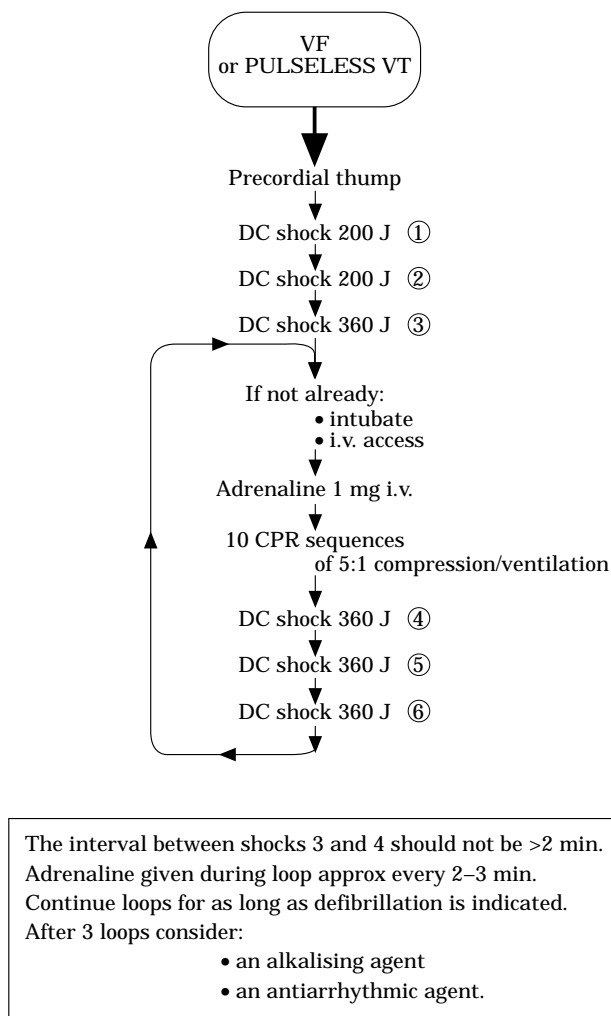 VF
or PULSELESS VT
Precordial thump
DC shock 200 J ①
DC shock 200 J ②
DC shock 360 J ③
If not already:
• intubate
• i.v. access
Adrenaline 1 mg i.v.
10 CPR sequences
of 5:1 compression/ventilation
DC shock 360 J ④
DC shock 360 J ⑤
DC shock 360 J ⑥
The interval between shocks 3 and 4 should not be >2 min.
Adrenaline given during loop approx every 2–3 min.
Continue loops for as long as defibrillation is indicated.
After 3 loops consider:
• an alkalising agent
• an antiarrhythmic agent.